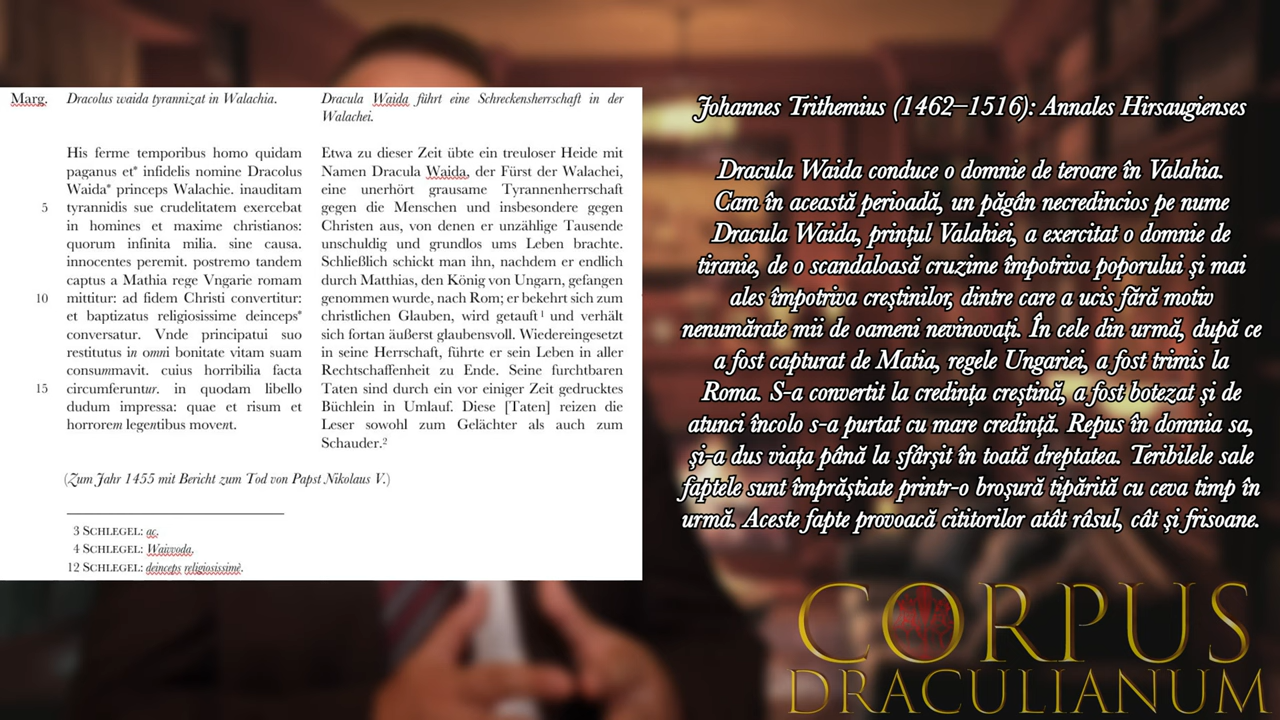 Marg.
Dracolus waida tyrannizat in Walachia.
His ferme temporibus homo quidam
paganus et* infidelis nomine Dracolus
Waida* princeps Walachie. inauditam
5 tyrannidis sue crudelitatem exercebat
in homines et maxime christianos:
quorum infinita milia. sine causa.
innocentes peremit. postremo tandem
captus a Mathia rege Vngarie romam
10 mittitur: ad fidem Christi convertitur:
et baptizatus religiosissime deinceps*
conversatur. Vnde principatui suo
restitutus in omni bonitate vitam suam
consummavit. cuius horribilia facta
15 circumferuntur. in quodam libello
dudum impressa: quae et risum et
horrorem legentibus movent.
Dracula Waida führt eine Schreckensherrschaft in der
Walachei.
Etwa zu dieser Zeit übte ein treuloser Heide mit
Namen Dracula Waida, der Fürst der Walachei,
eine unerhört grausame Tyrannenherrschaft
gegen die Menschen und insbesondere gegen
Christen aus, von denen er unzählige Tausende
unschuldig und grundlos ums Leben brachte.
Schließlich schickt man ihn, nachdem er endlich
durch Matthias, den König von Ungarn, gefangen
genommen wurde, nach Rom; er bekehrt sich zum
christlichen Glauben, wird getauft¹ und verhält
sich fortan äußerst glaubensvoll. Wiedereingesetzt
in seine Herrschaft, führte er sein Leben in aller
Rechtschaffenheit zu Ende. Seine furchtbaren
Taten sind durch ein vor einiger Zeit gedrucktes
Büchlein in Umlauf. Diese [Taten] reizen die
Leser sowohl zum Gelächter als auch zum
Schauder.²
(Zum Jahr 1455 mit Bericht zum Tod von Papst Nikolaus V.)
3 SCHLEGEL: ac.
4 SCHLEGEL: Waivvoda.
12 SCHLEGEL: deinceps religiosissimè.
Johannes Trithemius (1462–1516): Annales Hirsaugienses
Dracula Waida conduce o domnie de teroare în Valahia.
Cam în această perioadă, un păgân necredincios pe nume
Dracula Waida, prințul Valahiei, a exercitat o domnie de
tiranie, de o scandaloasă cruzime împotriva poporului și mai
ales împotriva creștinilor, dintre care a ucis fără motiv
nenumărate mii de oameni nevinovați. În cele din urmă, după ce
a fost capturat de Matia, regele Ungariei, a fost trimis la
Roma. S-a convertit la credința creștină, a fost botezat și de
atunci încolo s-a purtat cu mare credință. Repus în domnia sa,
și-a dus viața până la sfârșit în toată dreptatea. Teribilele sale
faptele sunt împrăștiate printr-o broșură tipărită cu ceva timp în
urmă. Aceste fapte provoacă cititorilor atât râsul, cât și frisoane.
CORPUS
DRACULIANUM